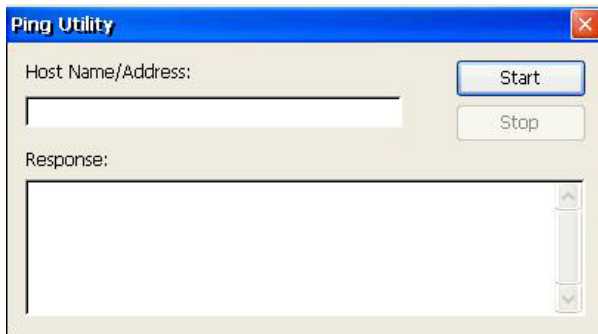 Ping Utility
Host Name/Address:
Start
Stop
Response: